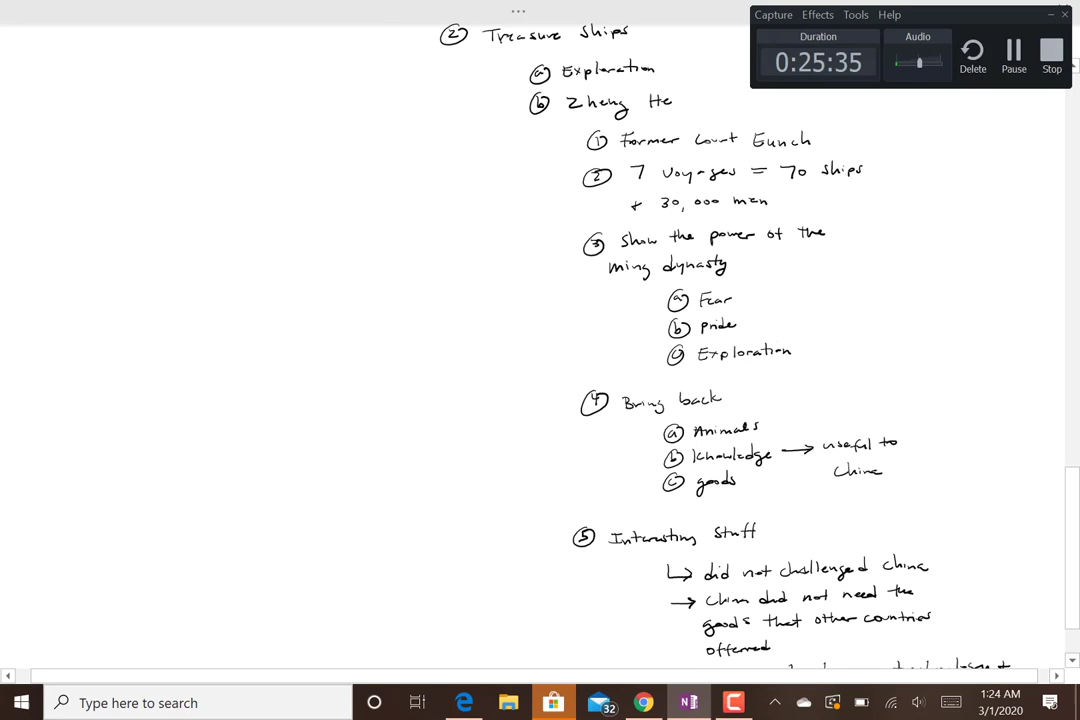 Capture Effects Tools Help
Duration
Audio
0:25:35
Delete Pause Stop
② Treasure Ships
ⓐ Exploration
ⓑ Zheng He
① Former Court Eunch
② 7 voyages = 70 ships
+ 30,000 men
③ Show the power of the
ming dynasty
ⓐ Fear
ⓑ pride
ⓒ Exploration
④ Bring back
ⓐ Animals
ⓑ knowledge → useful to
China
ⓒ goods
⑤ Interesting Stuff
↳ did not challenged China
→ China did not need the
goods that other countries
offerred
Type here to search
32
1:24 AM
3/1/2020